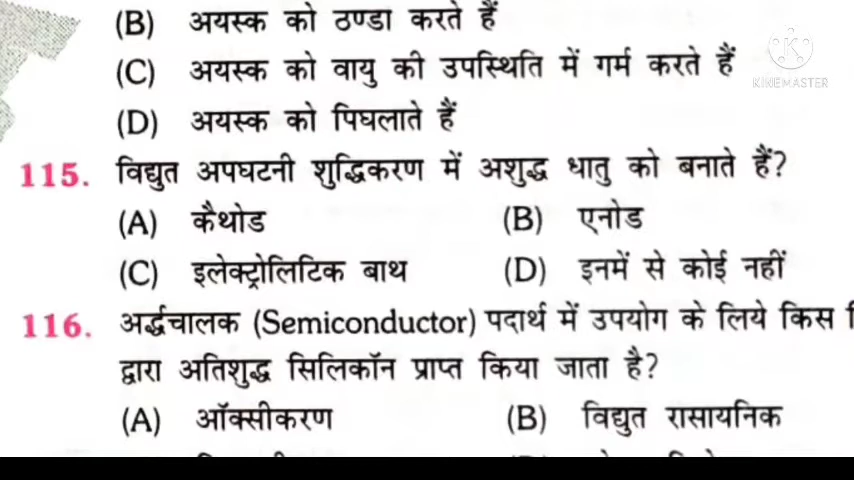 (B) अयस्क को ठण्डा करते हैं
(C) अयस्क को वायु की उपस्थिति में गर्म करते हैं
KINEMASTER
(D) अयस्क को पिघलाते हैं
115. विद्युत अपघटनी शुद्धिकरण में अशुद्ध धातु को बनाते हैं?
(A) कैथोड (B) एनोड
(C) इलेक्ट्रोलिटिक बाथ (D) इनमें से कोई नहीं
116. अर्द्धचालक (Semiconductor) पदार्थ में उपयोग के लिये किस
द्वारा अतिशुद्ध सिलिकॉन प्राप्त किया जाता है?
(A) ऑक्सीकरण (B) विद्युत रासायनिक